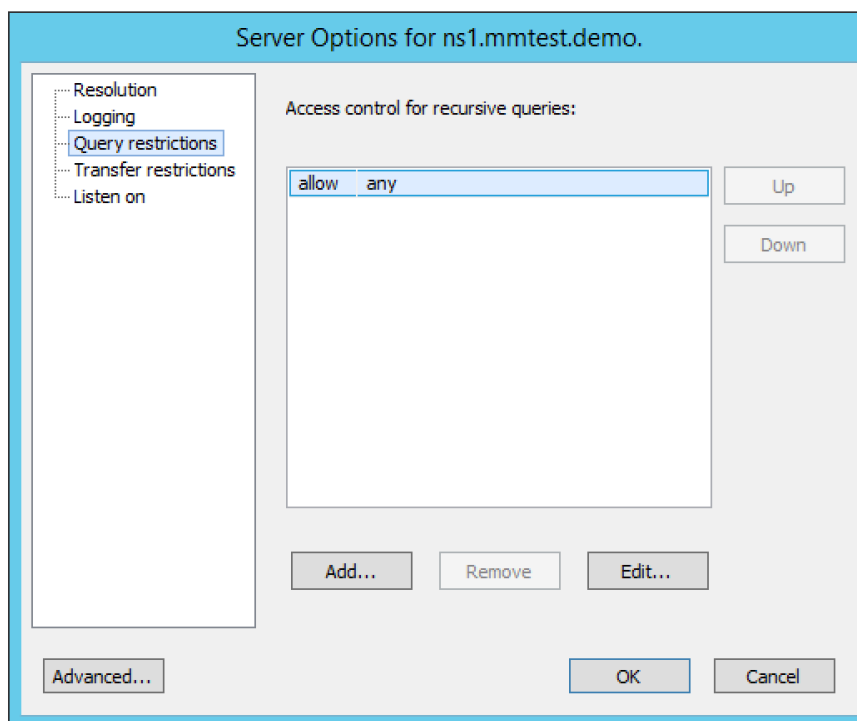 Server Options for ns1.mmtest.demo.
Resolution
Logging
Query restrictions
Transfer restrictions
Listen on
Access control for recursive queries:
allow any
Up
Down
Add... Remove Edit...
Advanced... OK Cancel